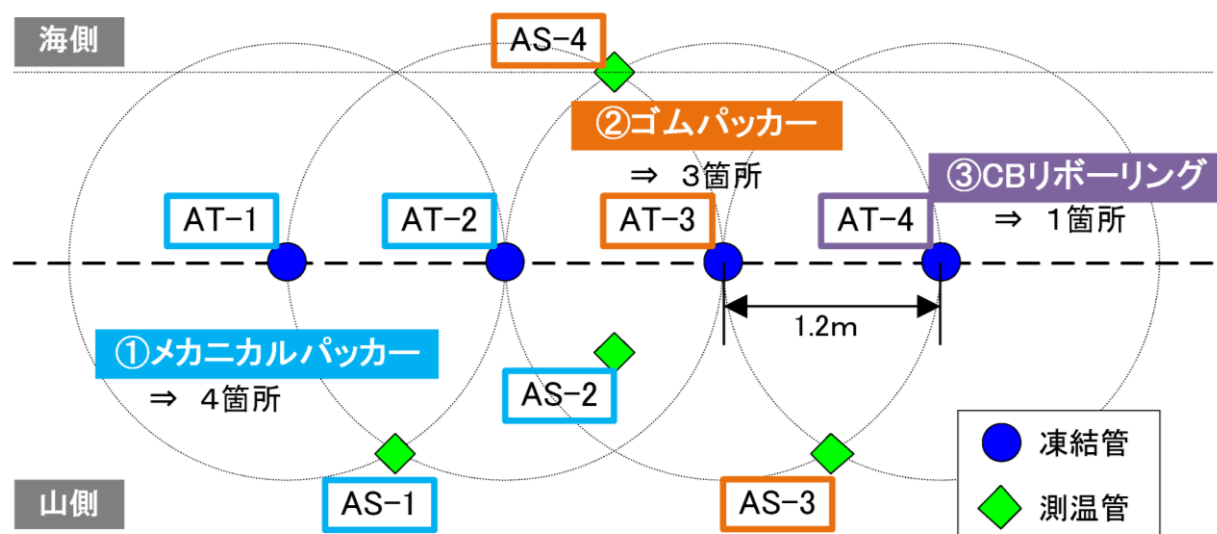 海側
AS-4
②ゴムパッカー
⇒ 3箇所
③CBリボーリング
⇒ 1箇所
AT-1
AT-2
AT-3
AT-4
1.2m
①メカニカルパッカー
⇒ 4箇所
AS-2
山側
AS-1
AS-3
凍結管
測温管